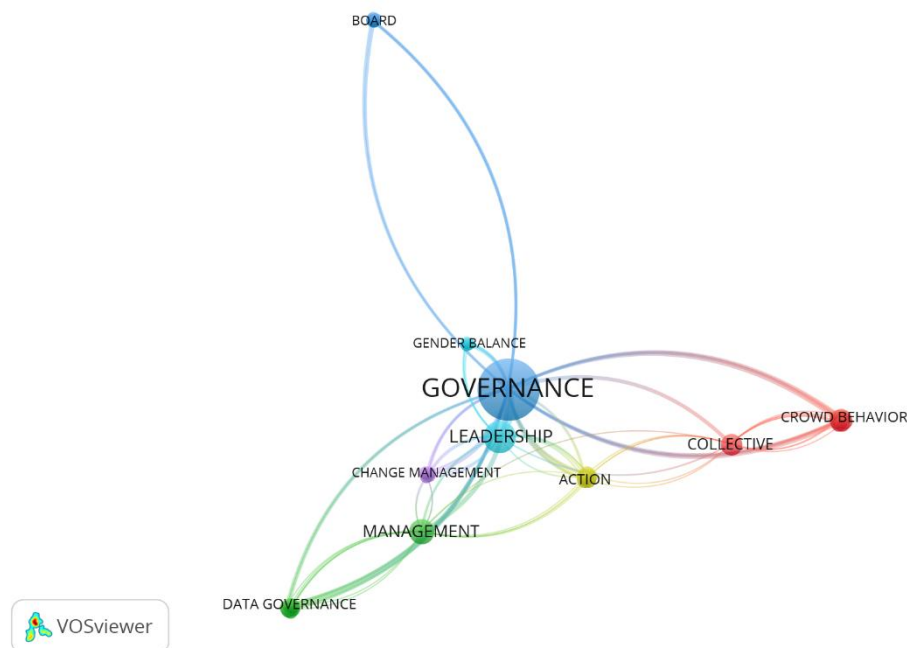 BOARD
GENDER BALANCE
GOVERNANCE
CROWD BEHAVIOR
LEADERSHIP
COLLECTIVE
CHANGE MANAGEMENT
ACTION
MANAGEMENT
DATA GOVERNANCE
VOSviewer